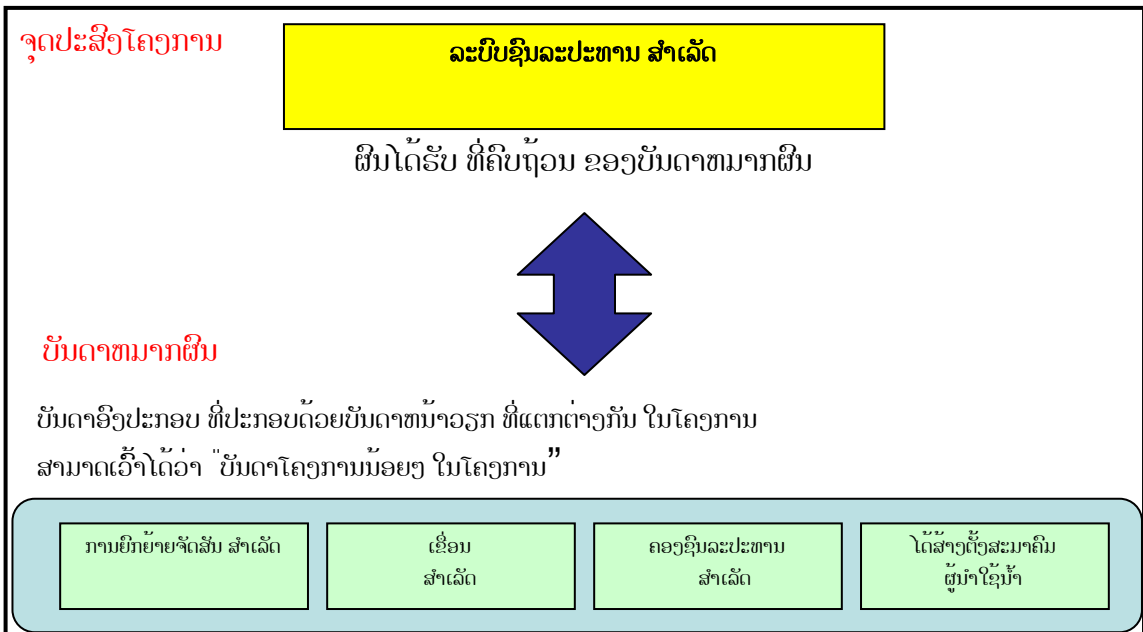 ຈຸດປະສົງໂຄງການ
ລະບົບຊົນລະປະທານ ສຳເລັດ
ຜົນໄດ້ຮັບ ທີ່ຄົບຖ້ວນ ຂອງບັນດາຫມາກຜົນ
ບັນດາຫມາກຜົນ
ບັນດາອົງປະກອບ ທີ່ປະກອບດ້ວຍບັນດາຫນ້າວຽກ ທີ່ແຕກຕ່າງກັນ ໃນໂຄງການ
ສາມາດເວົ້າໄດ້ວ່າ "ບັນດາໂຄງການນ້ອຍໆ ໃນໂຄງການ”
ການຍົກຍ້າຍຈັດສັນ ສຳເລັດ
ເຂື່ອນ
ສຳເລັດ
ຄອງຊົນລະປະທານ
ສຳເລັດ
ໄດ້ສ້າງຕັ້ງສະມາຄົມ
ຜູ້ນຳໃຊ້ນ້ຳ